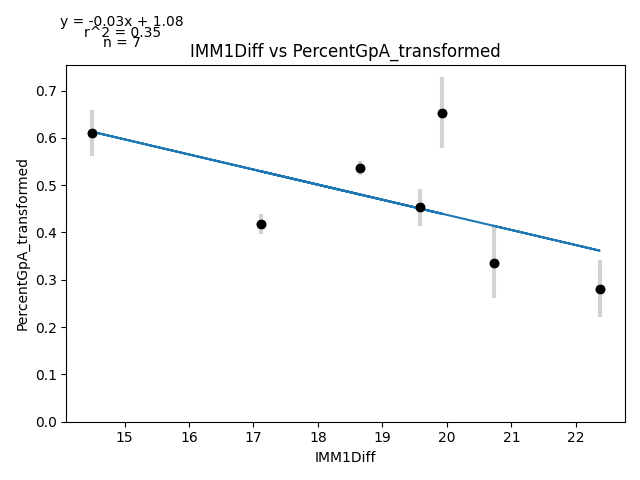 y = -0.03x + 1.08
r^2 = 0.35
n = 7
IMM1Diff vs PercentGpA_transformed
PercentGpA_transformed
0.7
0.6
0.5
0.4
0.3
0.2
0.1
0.0
15 16 17 18 19 20 21 22
IMM1Diff